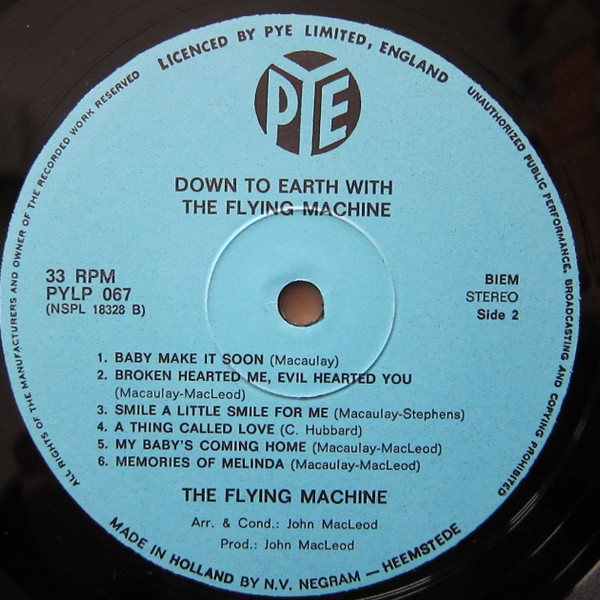 LICENCED BY PYE LIMITED, ENGLAND
UNAUTHORIZED PUBLIC PERFORMANCE, BROADCASTING AND COPYING PROHIBITED
ALL RIGHTS OF THE MANUFACTURERS AND OWNER OF THE RECORDED WORK RESERVED
PYE
DOWN TO EARTH WITH
THE FLYING MACHINE
33 RPM
PYLP 067
(NSPL 18328 B)
BIEM
STEREO
Side 2
1. BABY MAKE IT SOON (Macaulay)
2. BROKEN HEARTED ME, EVIL HEARTED YOU
(Macaulay-MacLeod)
3. SMILE A LITTLE SMILE FOR ME (Macaulay-Stephens)
4. A THING CALLED LOVE (C. Hubbard)
5. MY BABY'S COMING HOME (Macaulay-MacLeod)
6. MEMORIES OF MELINDA (Macaulay-MacLeod)
THE FLYING MACHINE
Arr. & Cond.: John MacLeod
Prod.: John MacLeod
MADE IN HOLLAND BY N.V. NEGRAM — HEEMSTEDE